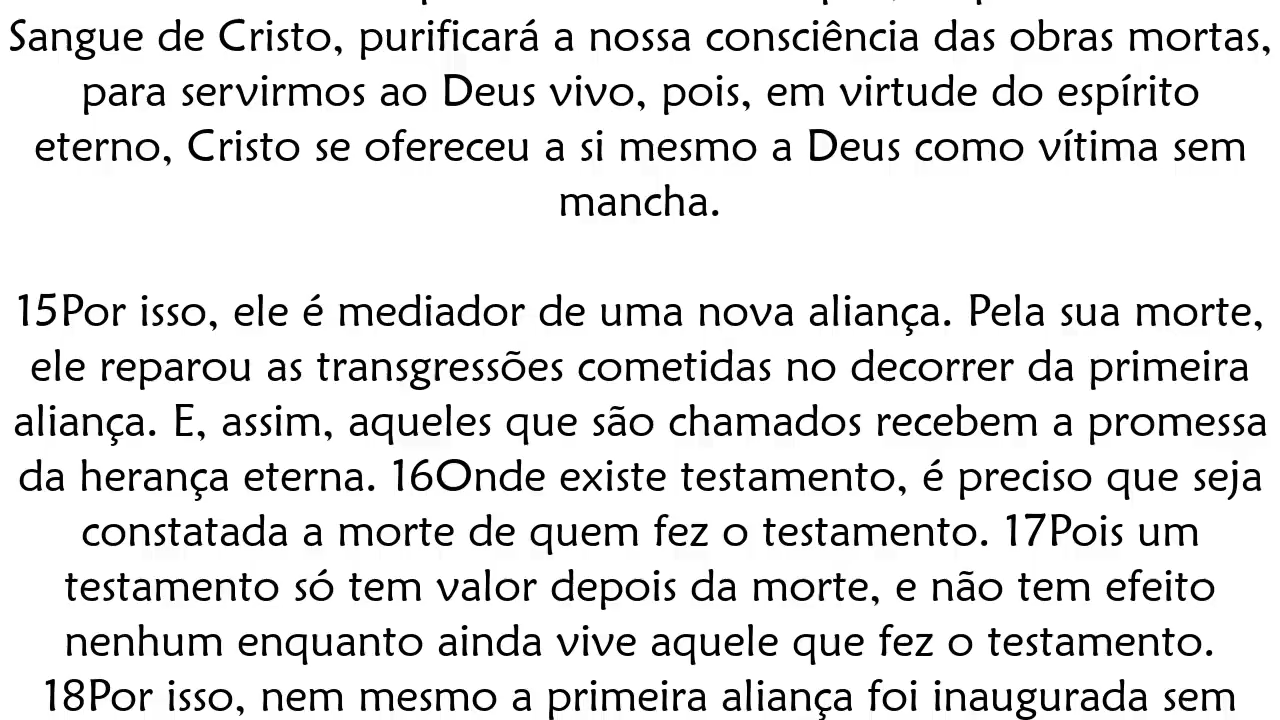 Sangue de Cristo, purificará a nossa consciência das obras mortas,
para servirmos ao Deus vivo, pois, em virtude do espírito
eterno, Cristo se ofereceu a si mesmo a Deus como vítima sem
mancha.
15Por isso, ele é mediador de uma nova aliança. Pela sua morte,
ele reparou as transgressões cometidas no decorrer da primeira
aliança. E, assim, aqueles que são chamados recebem a promessa
da herança eterna. 16Onde existe testamento, é preciso que seja
constatada a morte de quem fez o testamento. 17Pois um
testamento só tem valor depois da morte, e não tem efeito
nenhum enquanto ainda vive aquele que fez o testamento.
18Por isso, nem mesmo a primeira aliança foi inaugurada sem